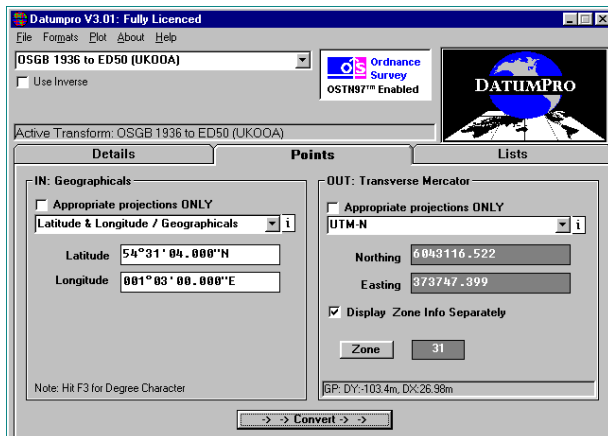 Datumpro V3.01: Fully Licenced
File Formats Plot About Help
OSGB 1936 to ED50 (UKOOA)
Use Inverse
os Ordnance
Survey
OSTN97™ Enabled
DATUMPRO
Active Transform: OSGB 1936 to ED50 (UKOOA)
Details Points Lists
IN: Geographicals
Appropriate projections ONLY
Latitude & Longitude / Geographicals i
Latitude 54°31'04.000"N
Longitude 001°03'00.000"E
Note: Hit F3 for Degree Character
OUT: Transverse Mercator
Appropriate projections ONLY
UTM-N i
Northing 6043116.522
Easting 373747.399
Display Zone Info Separately
Zone 31
GP: DY:-103.4m, DX:26.98m
-> -> Convert -> ->